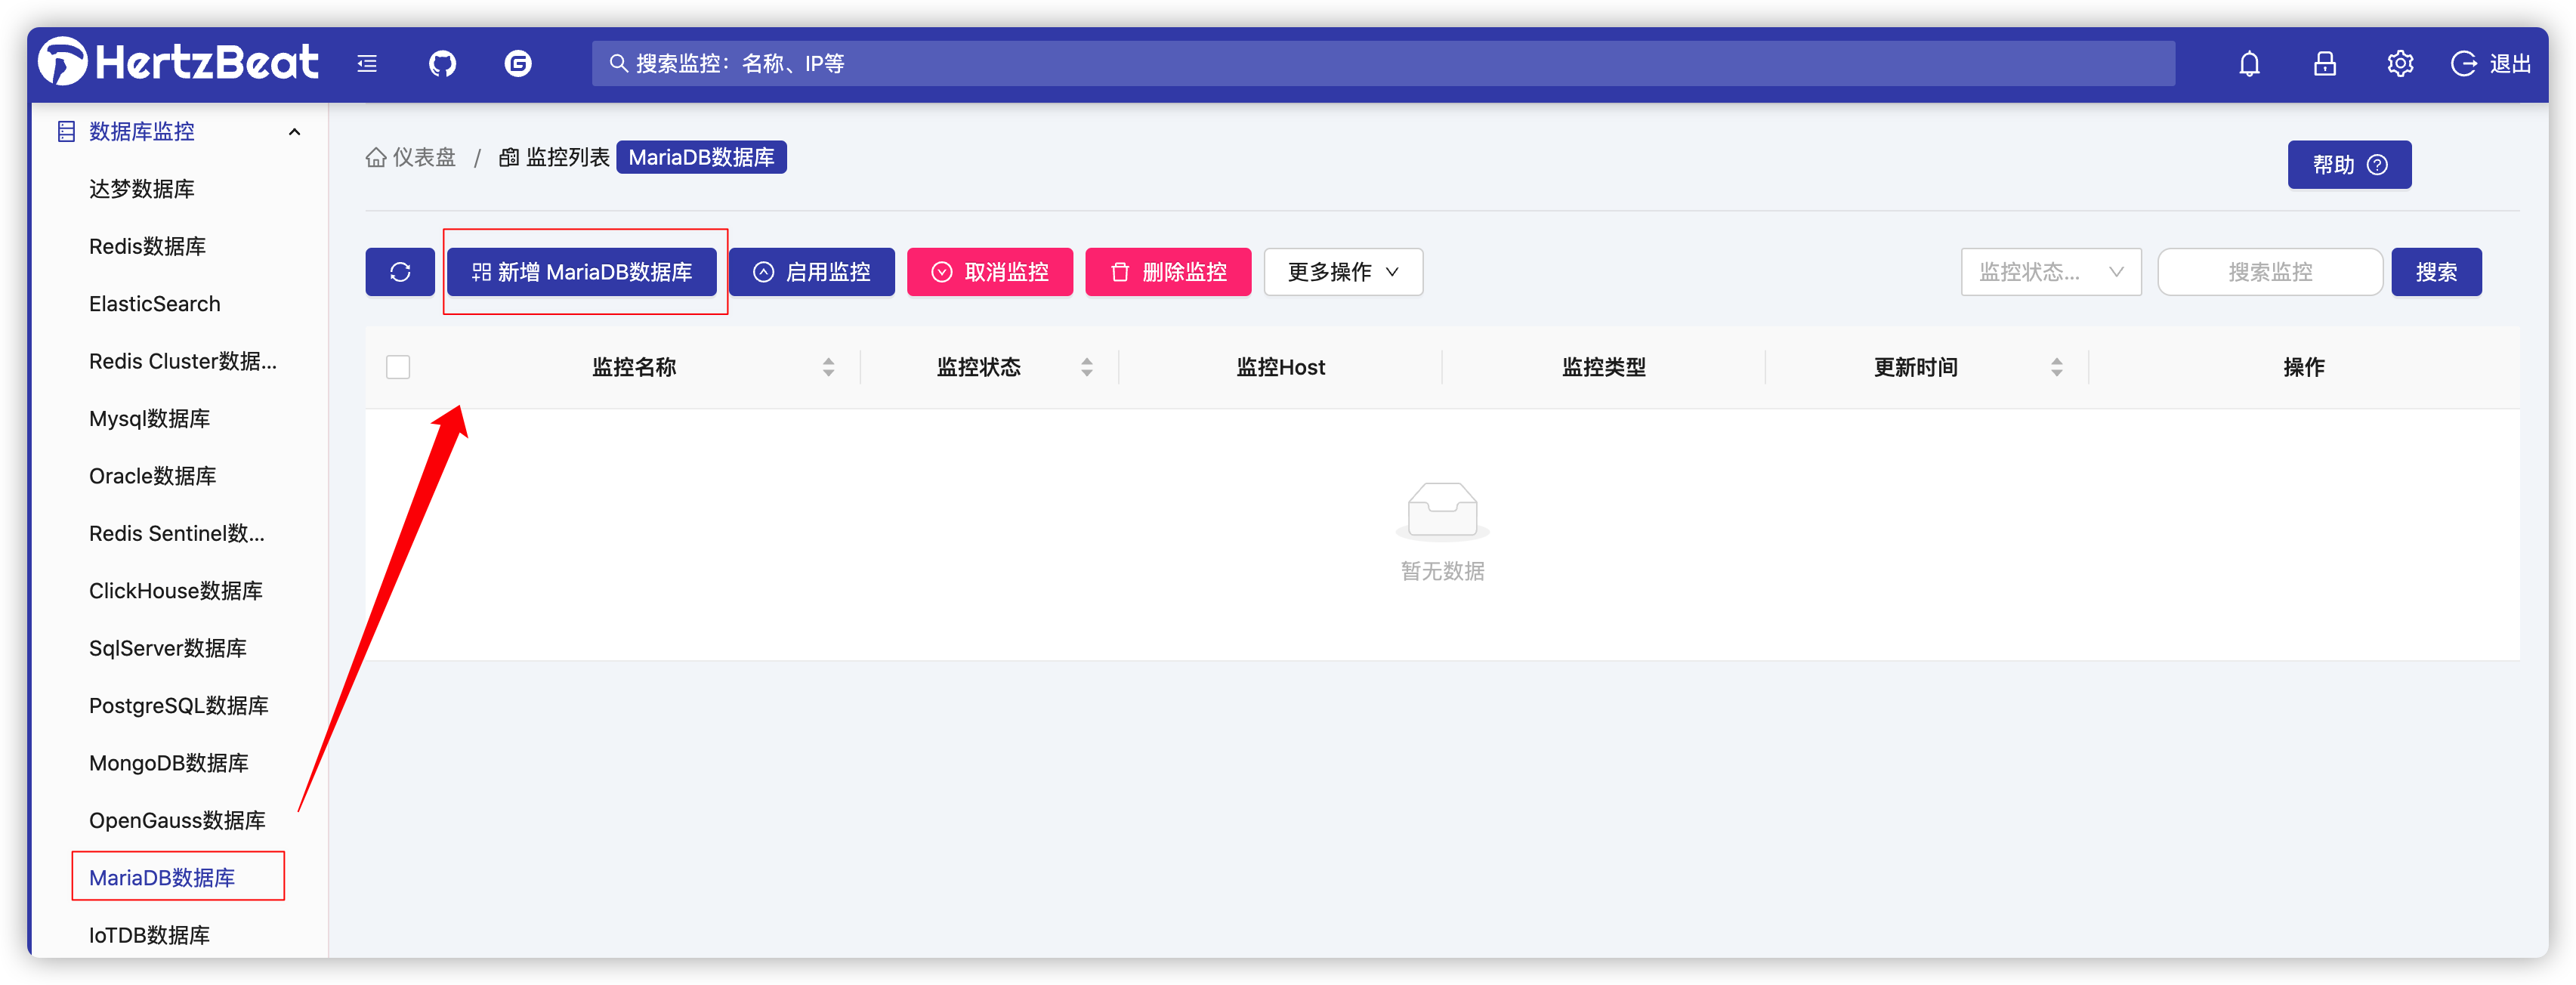 HertzBeat
搜索监控：名称、IP等
退出
数据库监控
达梦数据库
Redis数据库
ElasticSearch
Redis Cluster数据...
Mysql数据库
Oracle数据库
Redis Sentinel数...
ClickHouse数据库
SqlServer数据库
PostgreSQL数据库
MongoDB数据库
OpenGauss数据库
MariaDB数据库
IoTDB数据库
仪表盘 / 监控列表 MariaDB数据库
帮助
新增 MariaDB数据库 启用监控 取消监控 删除监控 更多操作 监控状态... 搜索监控 搜索
监控名称 监控状态 监控Host 监控类型 更新时间 操作
暂无数据